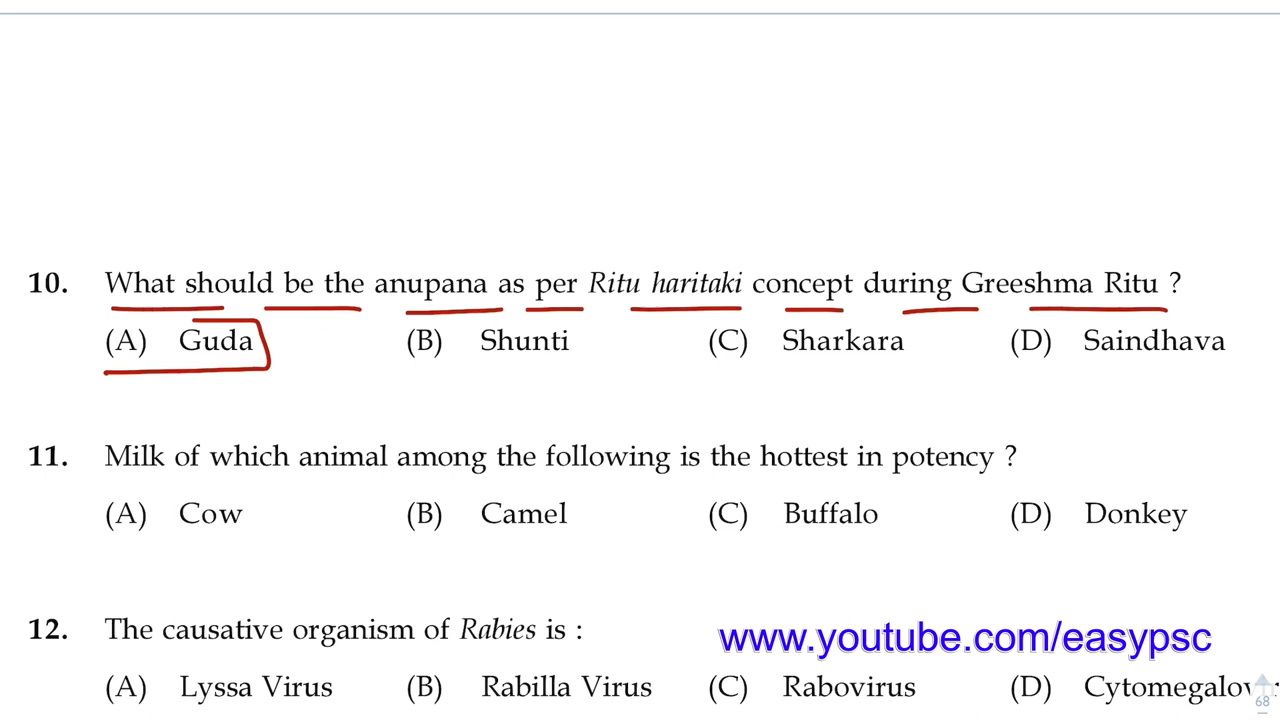 10. What should be the anupana as per Ritu haritaki concept during Greeshma Ritu ?
(A) Guda (B) Shunti (C) Sharkara (D) Saindhava
11. Milk of which animal among the following is the hottest in potency ?
(A) Cow (B) Camel (C) Buffalo (D) Donkey
12. The causative organism of Rabies is :
www.youtube.com/easypsc
(A) Lyssa Virus (B) Rabilla Virus (C) Rabovirus (D)
68